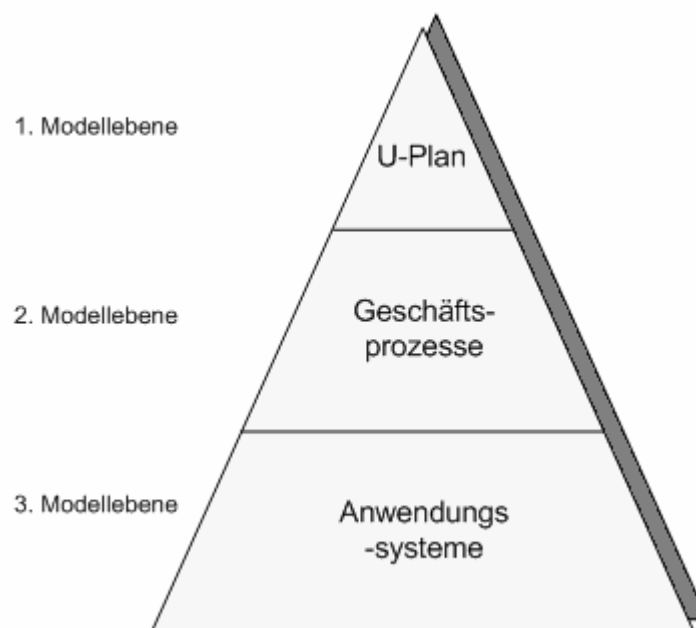 1. Modellebene
U-Plan
2. Modellebene
Geschäfts-
prozesse
3. Modellebene
Anwendungs
-systeme